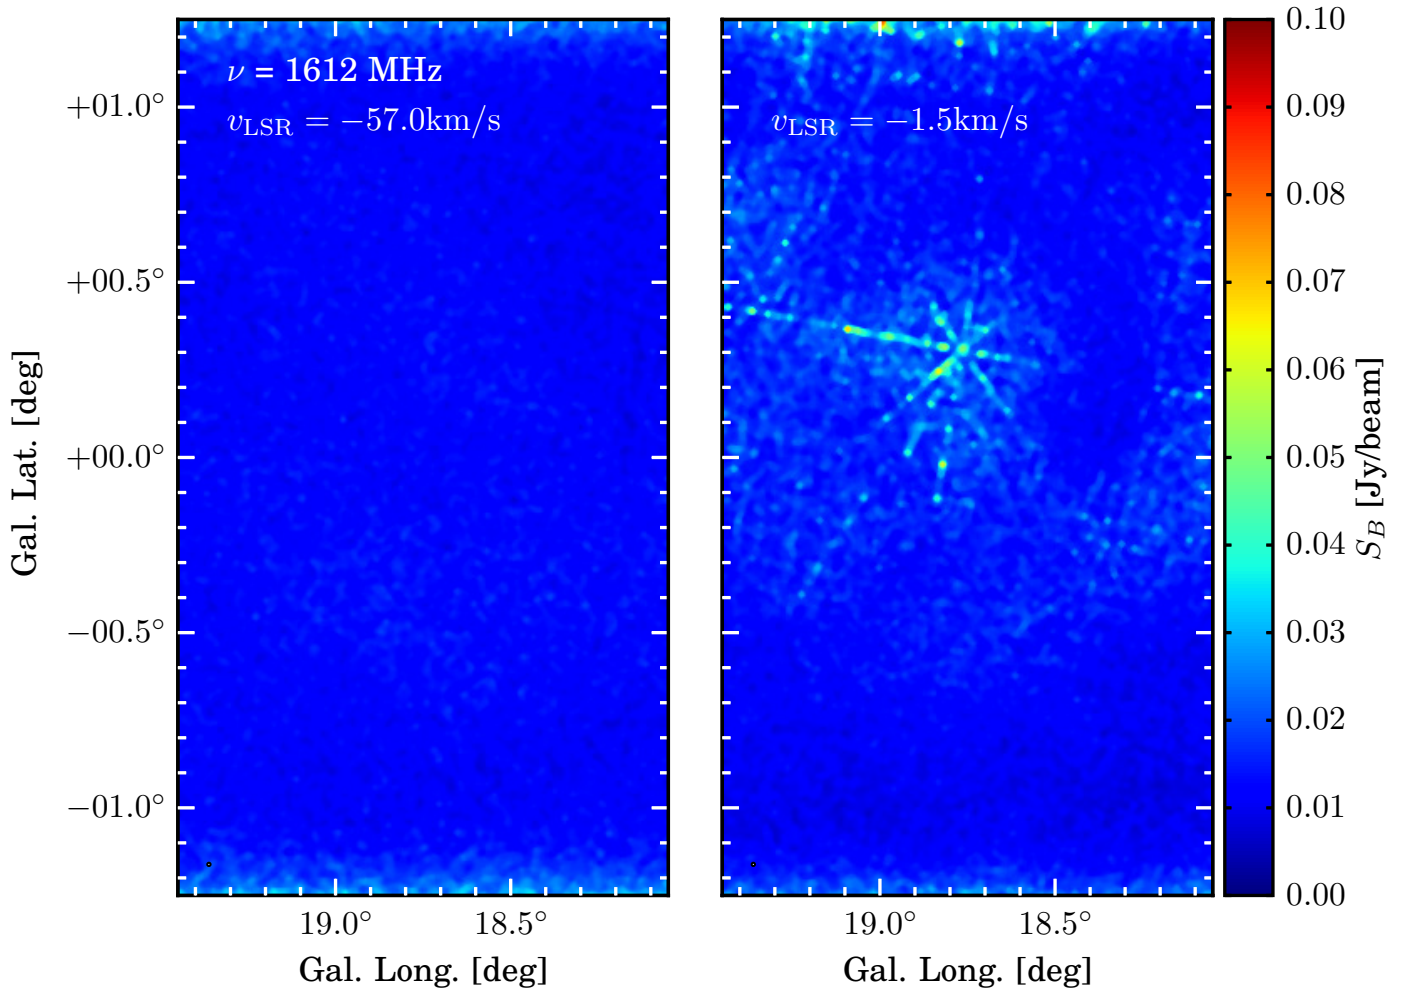 ν = 1612 MHz
v_LSR = −57.0km/s
v_LSR = −1.5km/s
+01.0°
+00.5°
+00.0°
−00.5°
−01.0°
Gal. Lat. [deg]
19.0°
18.5°
Gal. Long. [deg]
19.0°
18.5°
Gal. Long. [deg]
0.10
0.09
0.08
0.07
0.06
0.05
0.04
0.03
0.02
0.01
0.00
S_B [Jy/beam]